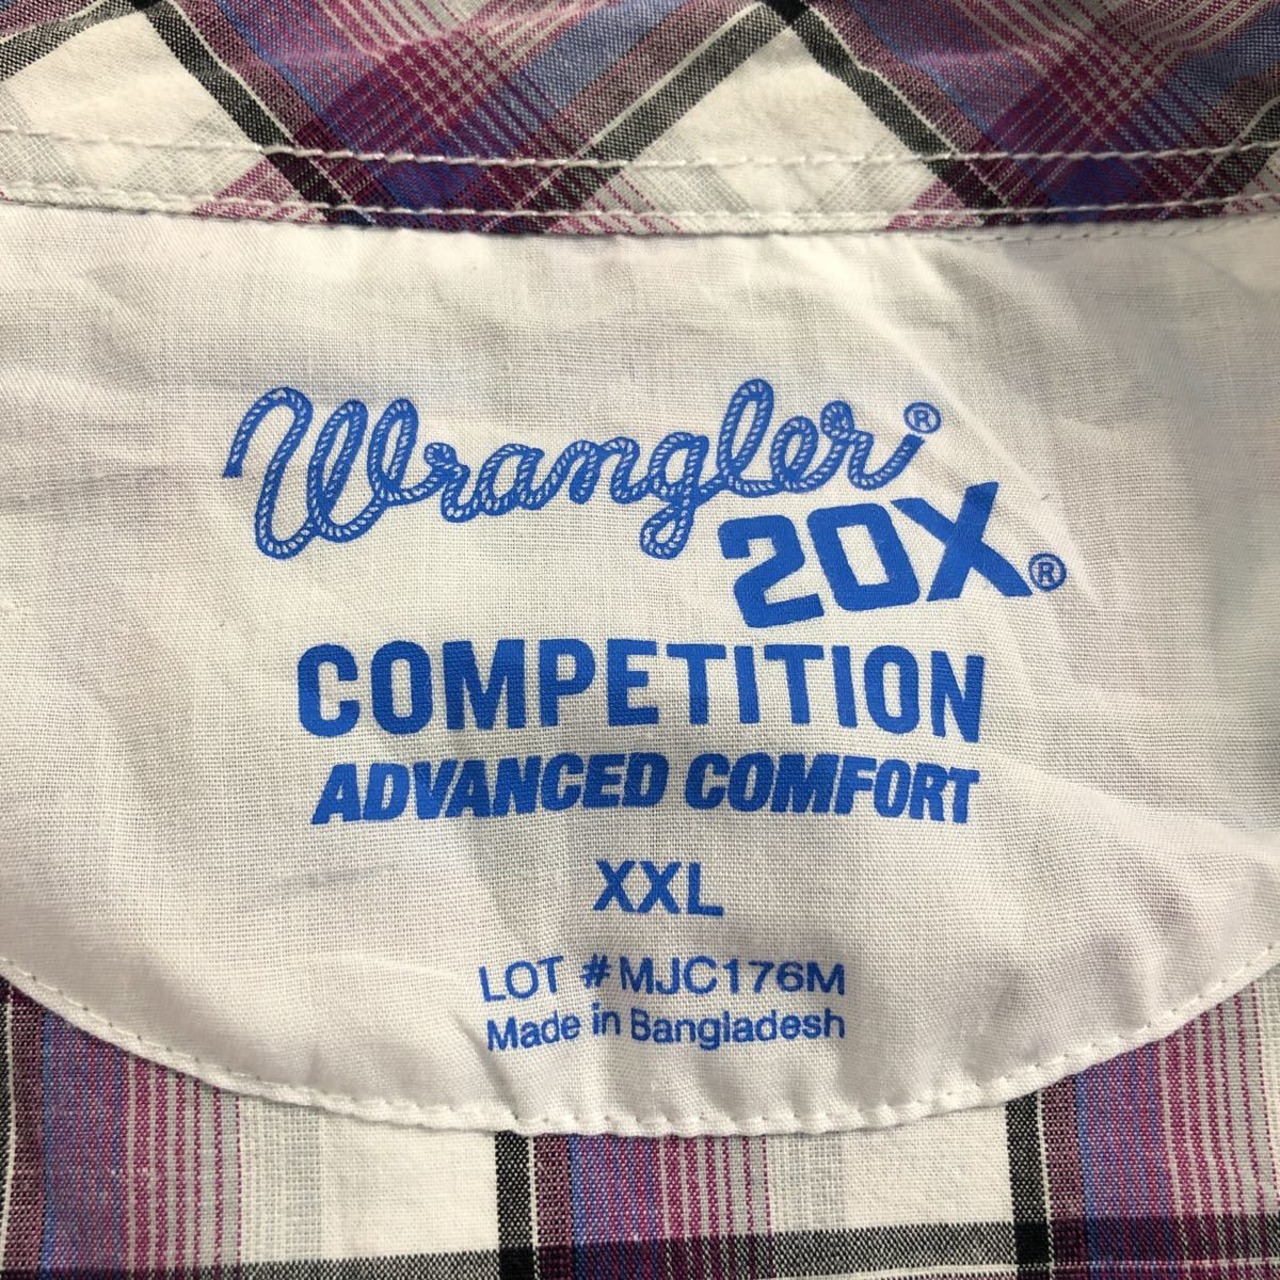 Wrangler®
20X®
COMPETITION
ADVANCED COMFORT
XXL
LOT # MJC176M
Made in Bangladesh